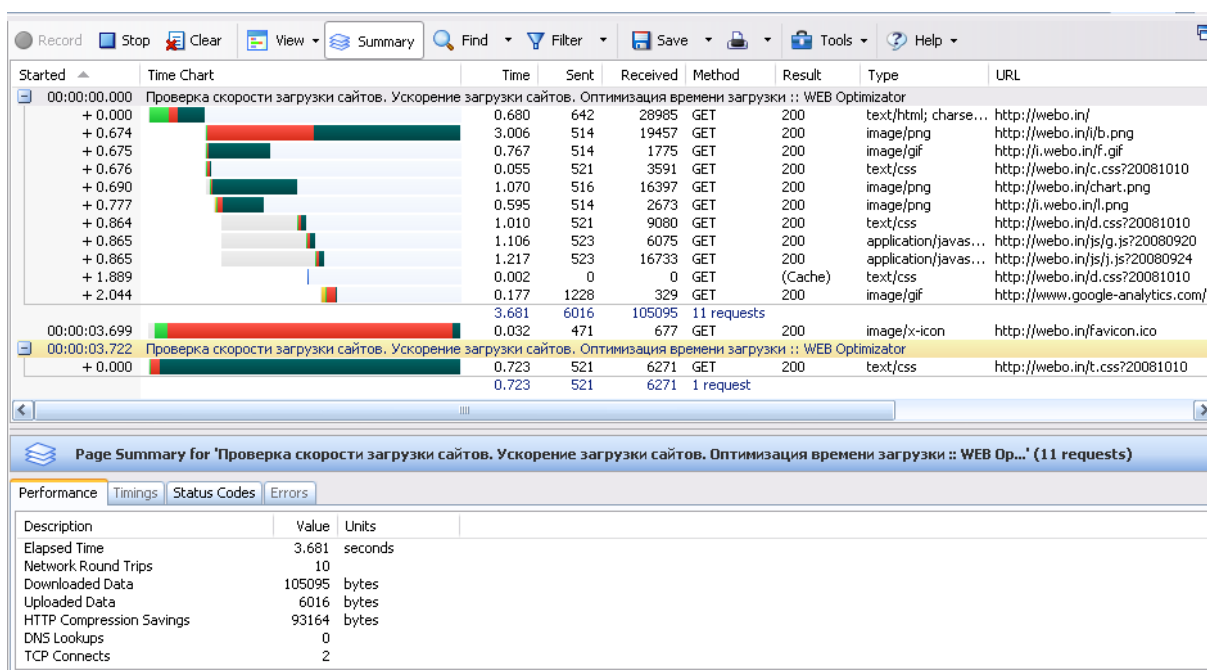 Record Stop Clear View Summary Find Filter Save Tools Help
Started Time Chart Time Sent Received Method Result Type URL
00:00:00.000 Проверка скорости загрузки сайтов. Ускорение загрузки сайтов. Оптимизация времени загрузки :: WEB Optimizator
+ 0.000 0.680 642 28985 GET 200 text/html; charse... http://webo.in/
+ 0.674 3.006 514 19457 GET 200 image/png http://webo.in/i/b.png
+ 0.675 0.767 514 1775 GET 200 image/gif http://i.webo.in/f.gif
+ 0.676 0.055 521 3591 GET 200 text/css http://webo.in/c.css?20081010
+ 0.690 1.070 516 16397 GET 200 image/png http://webo.in/chart.png
+ 0.777 0.595 514 2673 GET 200 image/png http://i.webo.in/l.png
+ 0.864 1.010 521 9080 GET 200 text/css http://webo.in/d.css?20081010
+ 0.865 1.106 523 6075 GET 200 application/javas... http://webo.in/js/g.js?20080920
+ 0.865 1.217 523 16733 GET 200 application/javas... http://webo.in/js/j.js?20080924
+ 1.889 0.002 0 0 GET (Cache) text/css http://webo.in/d.css?20081010
+ 2.044 0.177 1228 329 GET 200 image/gif http://www.google-analytics.com/
3.681 6016 105095 11 requests
00:00:03.699 0.032 471 677 GET 200 image/x-icon http://webo.in/favicon.ico
00:00:03.722 Проверка скорости загрузки сайтов. Ускорение загрузки сайтов. Оптимизация времени загрузки :: WEB Optimizator
+ 0.000 0.723 521 6271 GET 200 text/css http://webo.in/t.css?20081010
0.723 521 6271 1 request
Page Summary for 'Проверка скорости загрузки сайтов. Ускорение загрузки сайтов. Оптимизация времени загрузки :: WEB Op...' (11 requests)
Performance Timings Status Codes Errors
Description Value Units
Elapsed Time 3.681 seconds
Network Round Trips 10
Downloaded Data 105095 bytes
Uploaded Data 6016 bytes
HTTP Compression Savings 93164 bytes
DNS Lookups 0
TCP Connects 2